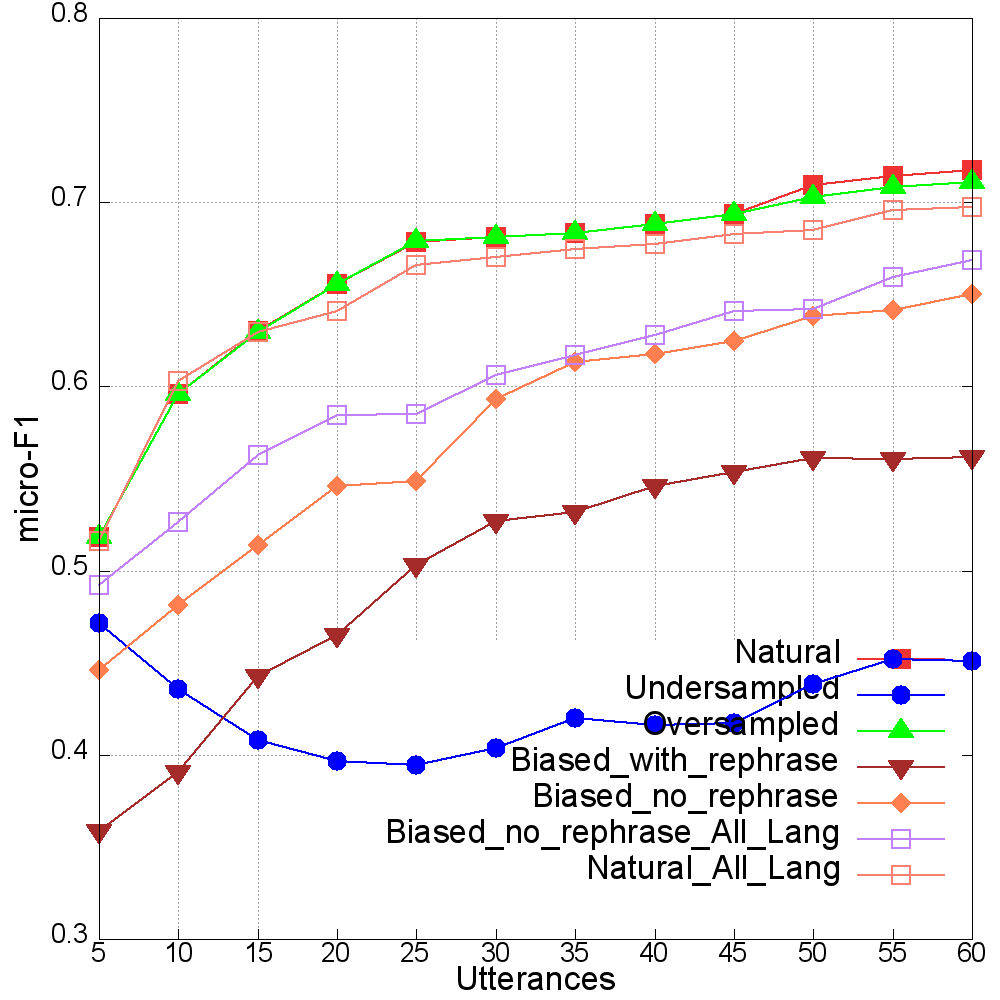 0.8
0.7
0.6
0.5
0.4
0.3
micro-F1
Natural
Undersampled
Oversampled
Biased_with_rephrase
Biased_no_rephrase
Biased_no_rephrase_All_Lang
Natural_All_Lang
5 10 15 20 25 30 35 40 45 50 55 60
Utterances